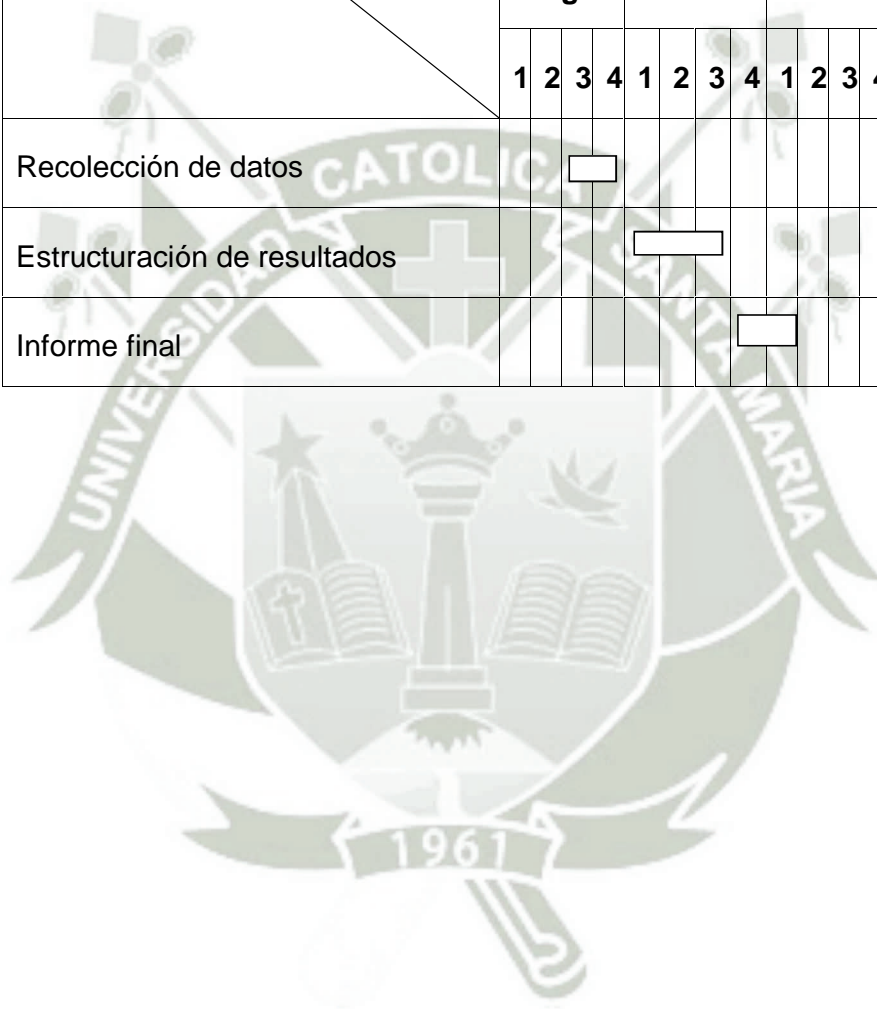 1 2 3 4 1 2 3 4 1 2 3 4
Recolección de datos
Estructuración de resultados
Informe final
UNIVERSIDAD CATOLICA SANTA MARIA
1961